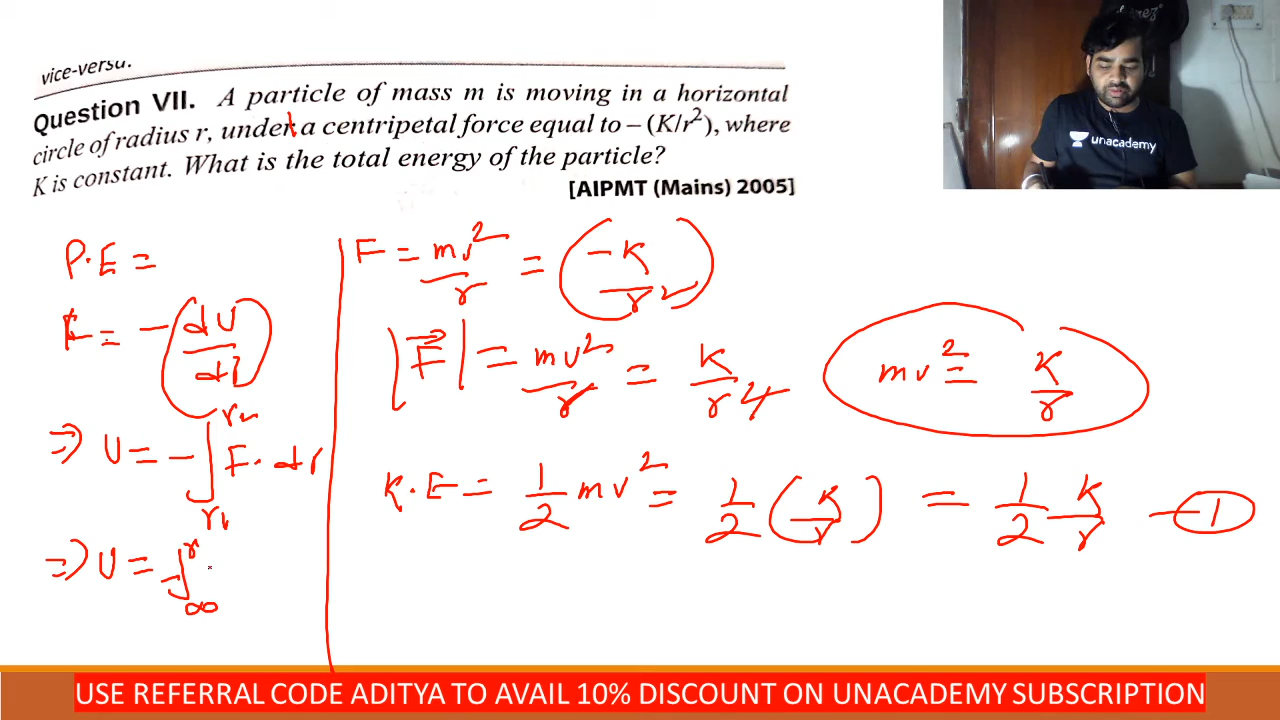 vice-versa.
Question VII. A particle of mass m is moving in a horizontal
circle of radius r, under a centripetal force equal to – (K/r²), where
K is constant. What is the total energy of the particle?
[AIPMT (Mains) 2005]
unacademy
P.E =
F = - dU/dr
=> U = - ∫ F. dr
=> U = - ∫
r
∞
F = mv²/r = (-K/r²)
|F| = mv²/r = K/r²
mv² = K/r
K.E = 1/2 mv² = 1/2 (K/r) = 1/2 K/r — 1
USE REFERRAL CODE ADITYA TO AVAIL 10% DISCOUNT ON UNACADEMY SUBSCRIPTION